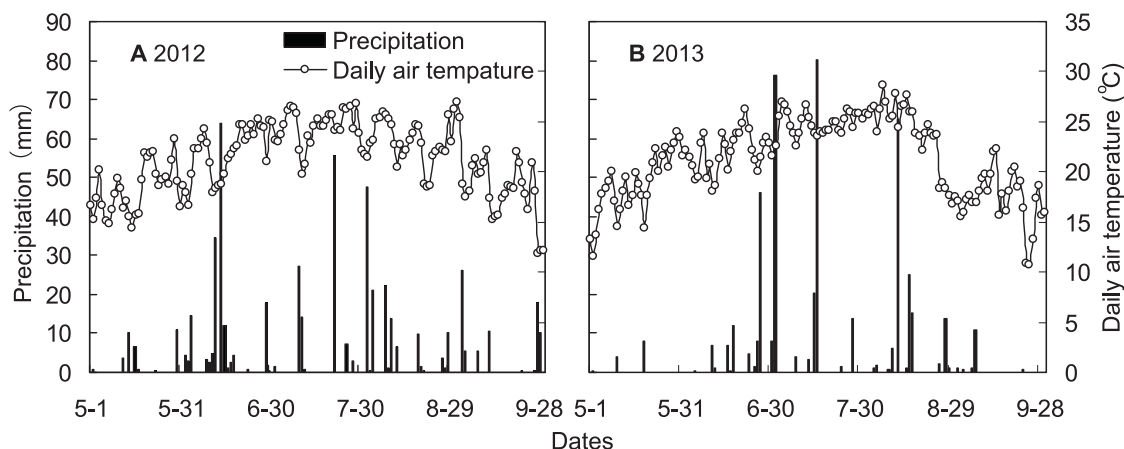 A 2012
Precipitation
Daily air tempature
B 2013
Precipitation (mm)
90
80
70
60
50
40
30
20
10
0
35
30
25
20
15
10
5
0
Daily air temperature (°C)
5-1 5-31 6-30 7-30 8-29 9-28
5-1 5-31 6-30 7-30 8-29 9-28
Dates